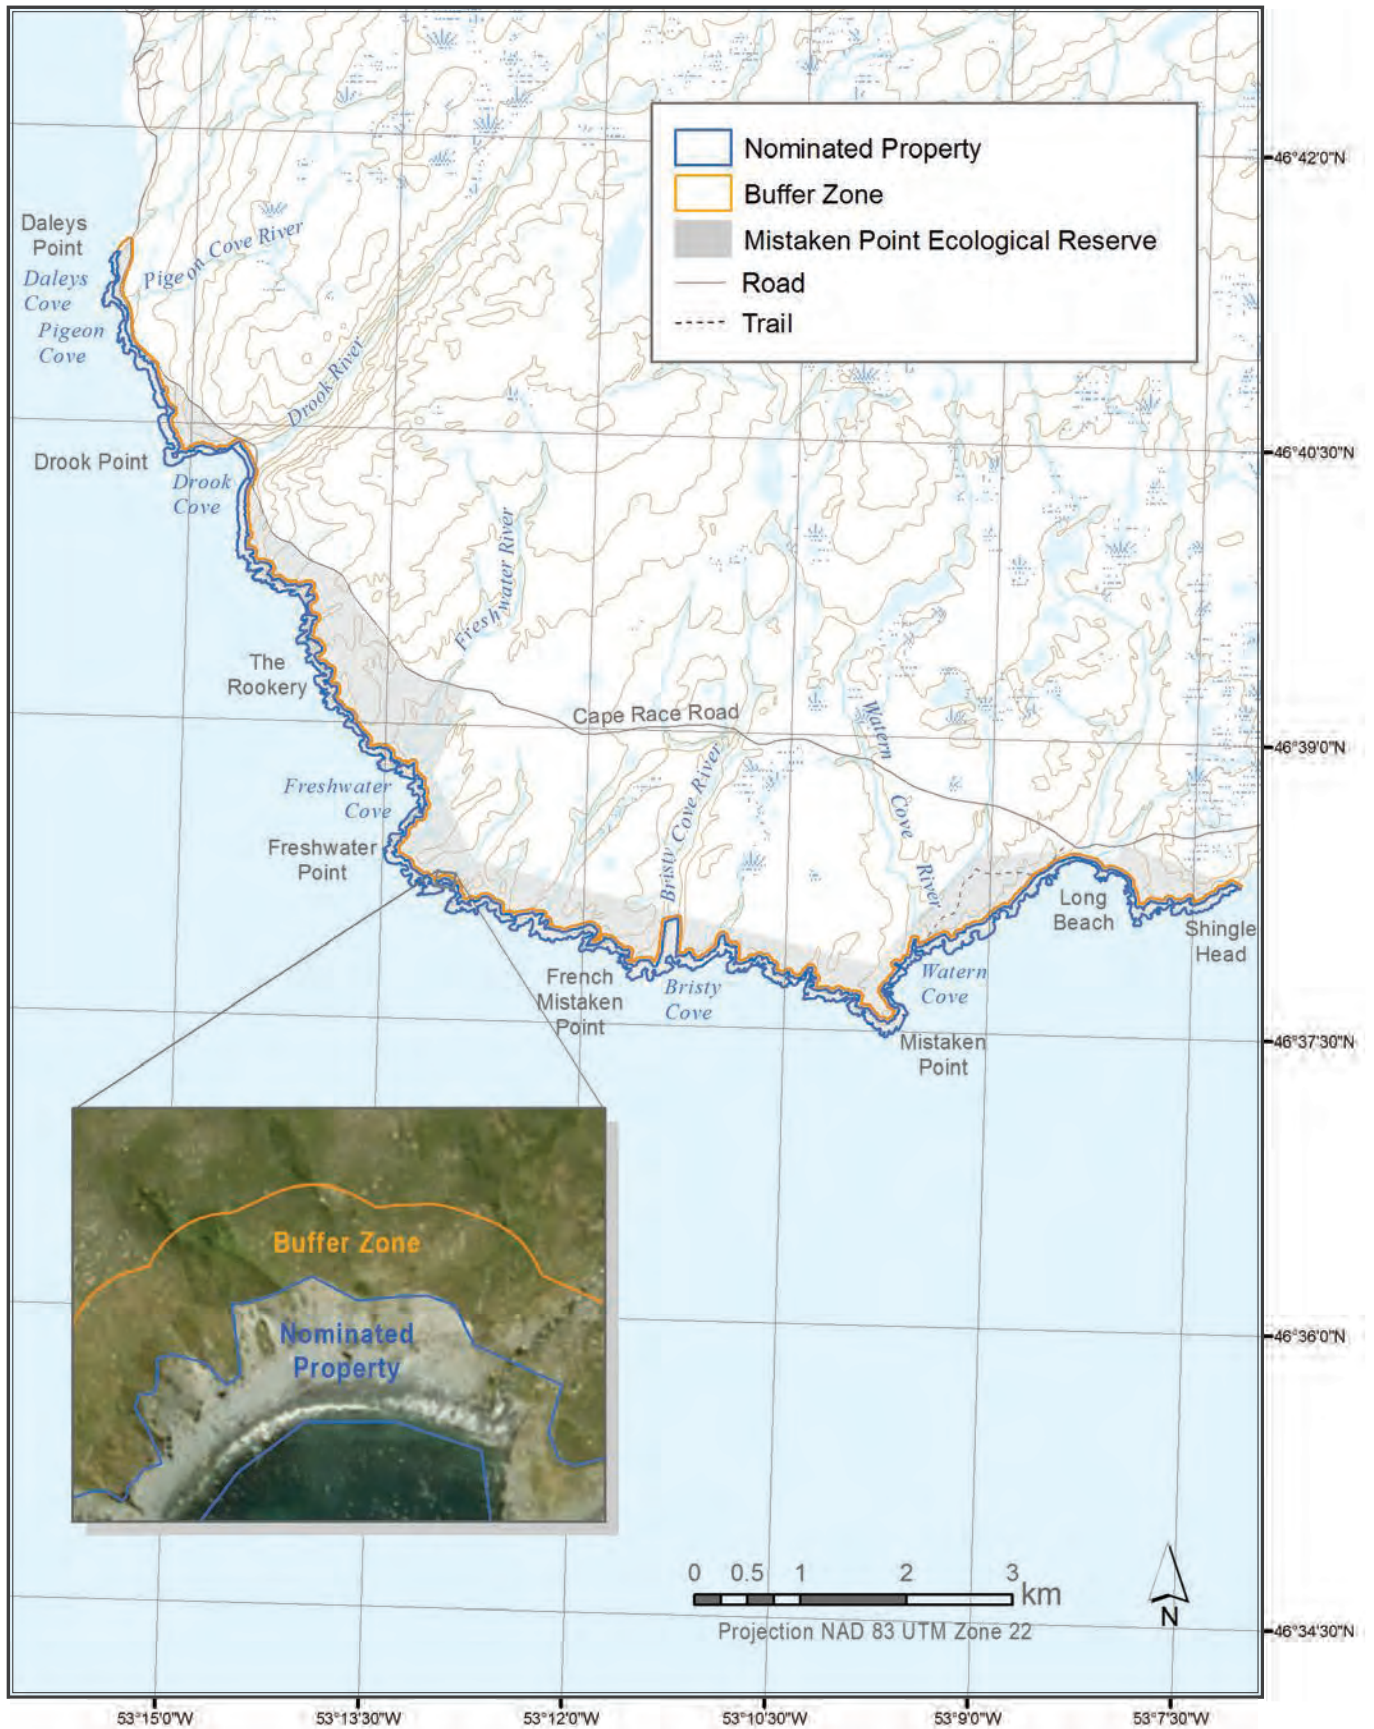 Nominated Property
Buffer Zone
Mistaken Point Ecological Reserve
Road
Trail
46°42'0"N
46°40'30"N
46°39'0"N
46°37'30"N
46°36'0"N
46°34'30"N
Daleys
Point
Daleys
Cove
Pigeon
Cove
Pigeon Cove River
Drook River
Drook Point
Drook
Cove
Freshwater River
The
Rookery
Cape Race Road
Freshwater
Cove
Freshwater
Point
Bristy Cove River
Watern
Cove
River
Long
Beach
Shingle
Head
French
Mistaken
Point
Bristy
Cove
Watern
Cove
Mistaken
Point
Buffer Zone
Nominated
Property
0 0.5 1 2 3
km
Projection NAD 83 UTM Zone 22
N
53°15'0"W 53°13'30"W 53°12'0"W 53°10'30"W 53°9'0"W 53°7'30"W